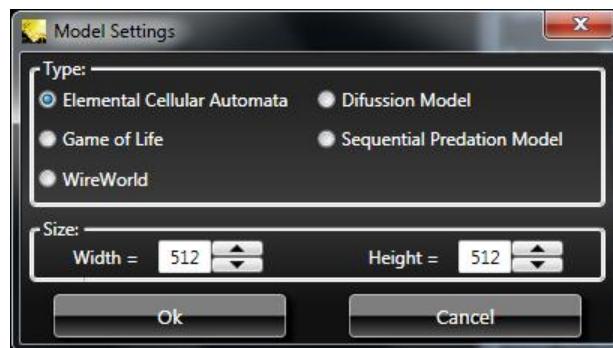 Model Settings
Type:
Elemental Cellular Automata
Difussion Model
Game of Life
Sequential Predation Model
WireWorld
Size:
Width = 512
Height = 512
Ok
Cancel